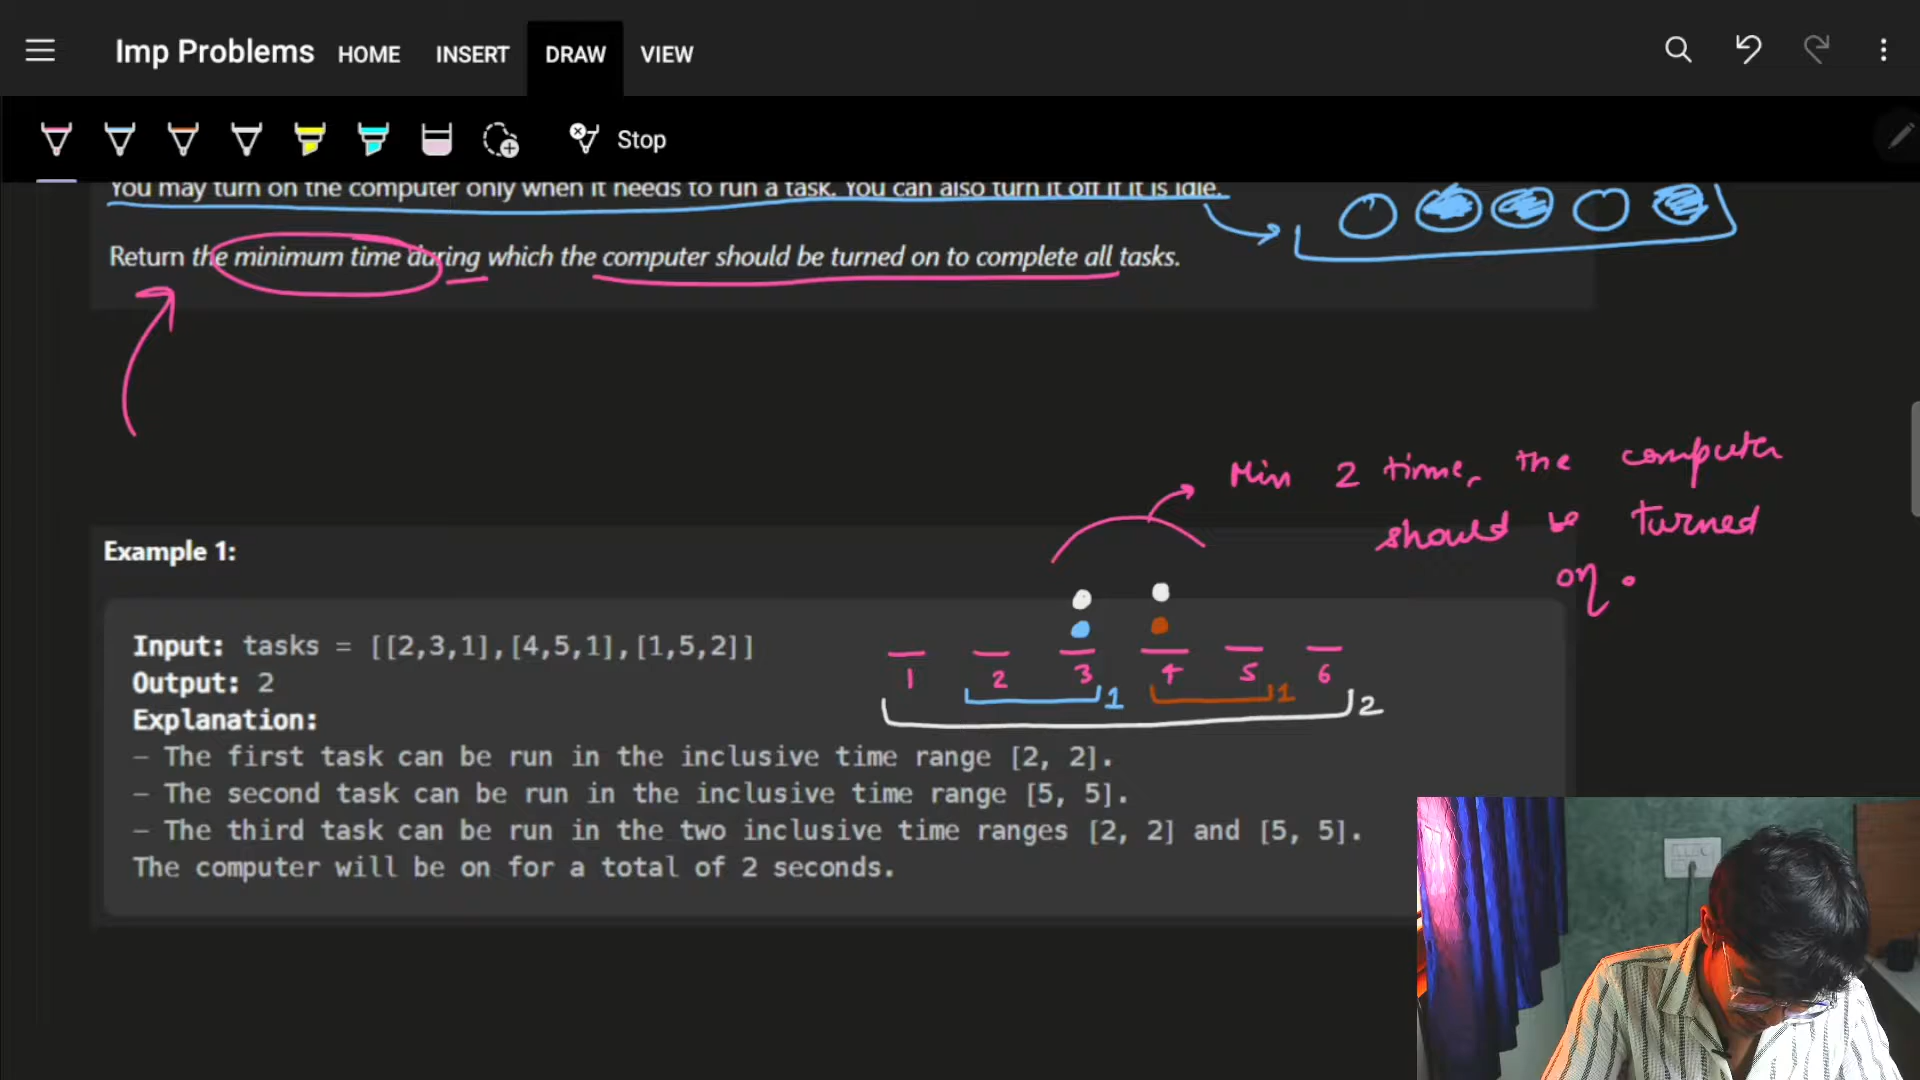 Imp Problems HOME INSERT DRAW VIEW
Stop
You may turn on the computer only when it needs to run a task. You can also turn it off if it is idle.
Return the minimum time during which the computer should be turned on to complete all tasks.
Min 2 time, the computer
should be turned
on.
Example 1:
Input: tasks = [[2,3,1],[4,5,1],[1,5,2]]
Output: 2
Explanation:
1 2 3 4 5 6
1 1 2
– The first task can be run in the inclusive time range [2, 2].
– The second task can be run in the inclusive time range [5, 5].
– The third task can be run in the two inclusive time ranges [2, 2] and [5, 5].
The computer will be on for a total of 2 seconds.